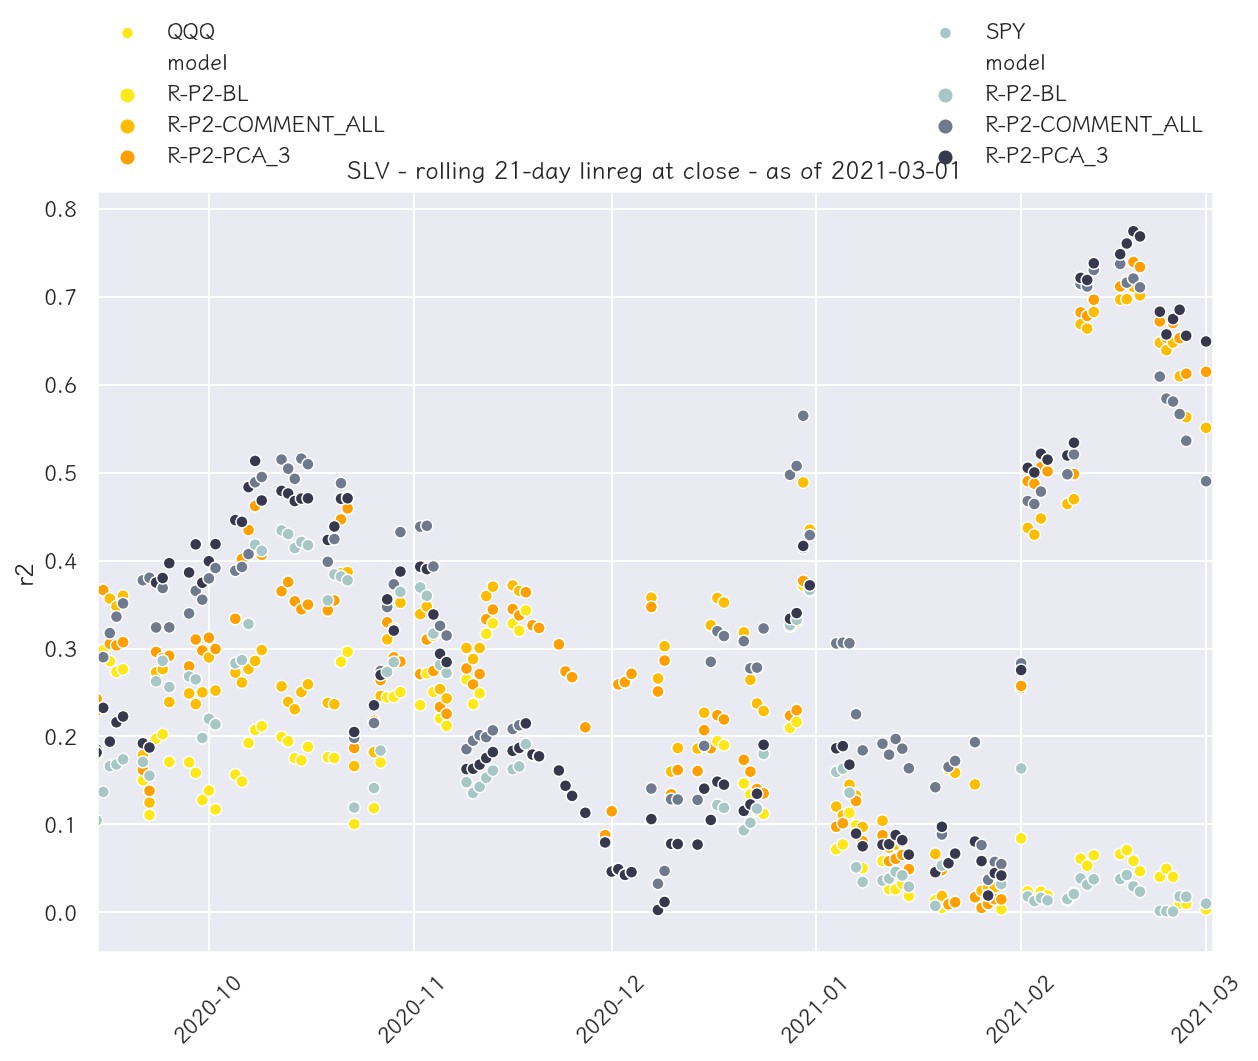 QQQ
model
R-P2-BL
R-P2-COMMENT_ALL
R-P2-PCA_3
SPY
model
R-P2-BL
R-P2-COMMENT_ALL
R-P2-PCA_3
SLV - rolling 21-day linreg at close - as of 2021-03-01
0.8
0.7
0.6
0.5
0.4
0.3
0.2
0.1
0.0
r2
2020-10
2020-11
2020-12
2021-01
2021-02
2021-03